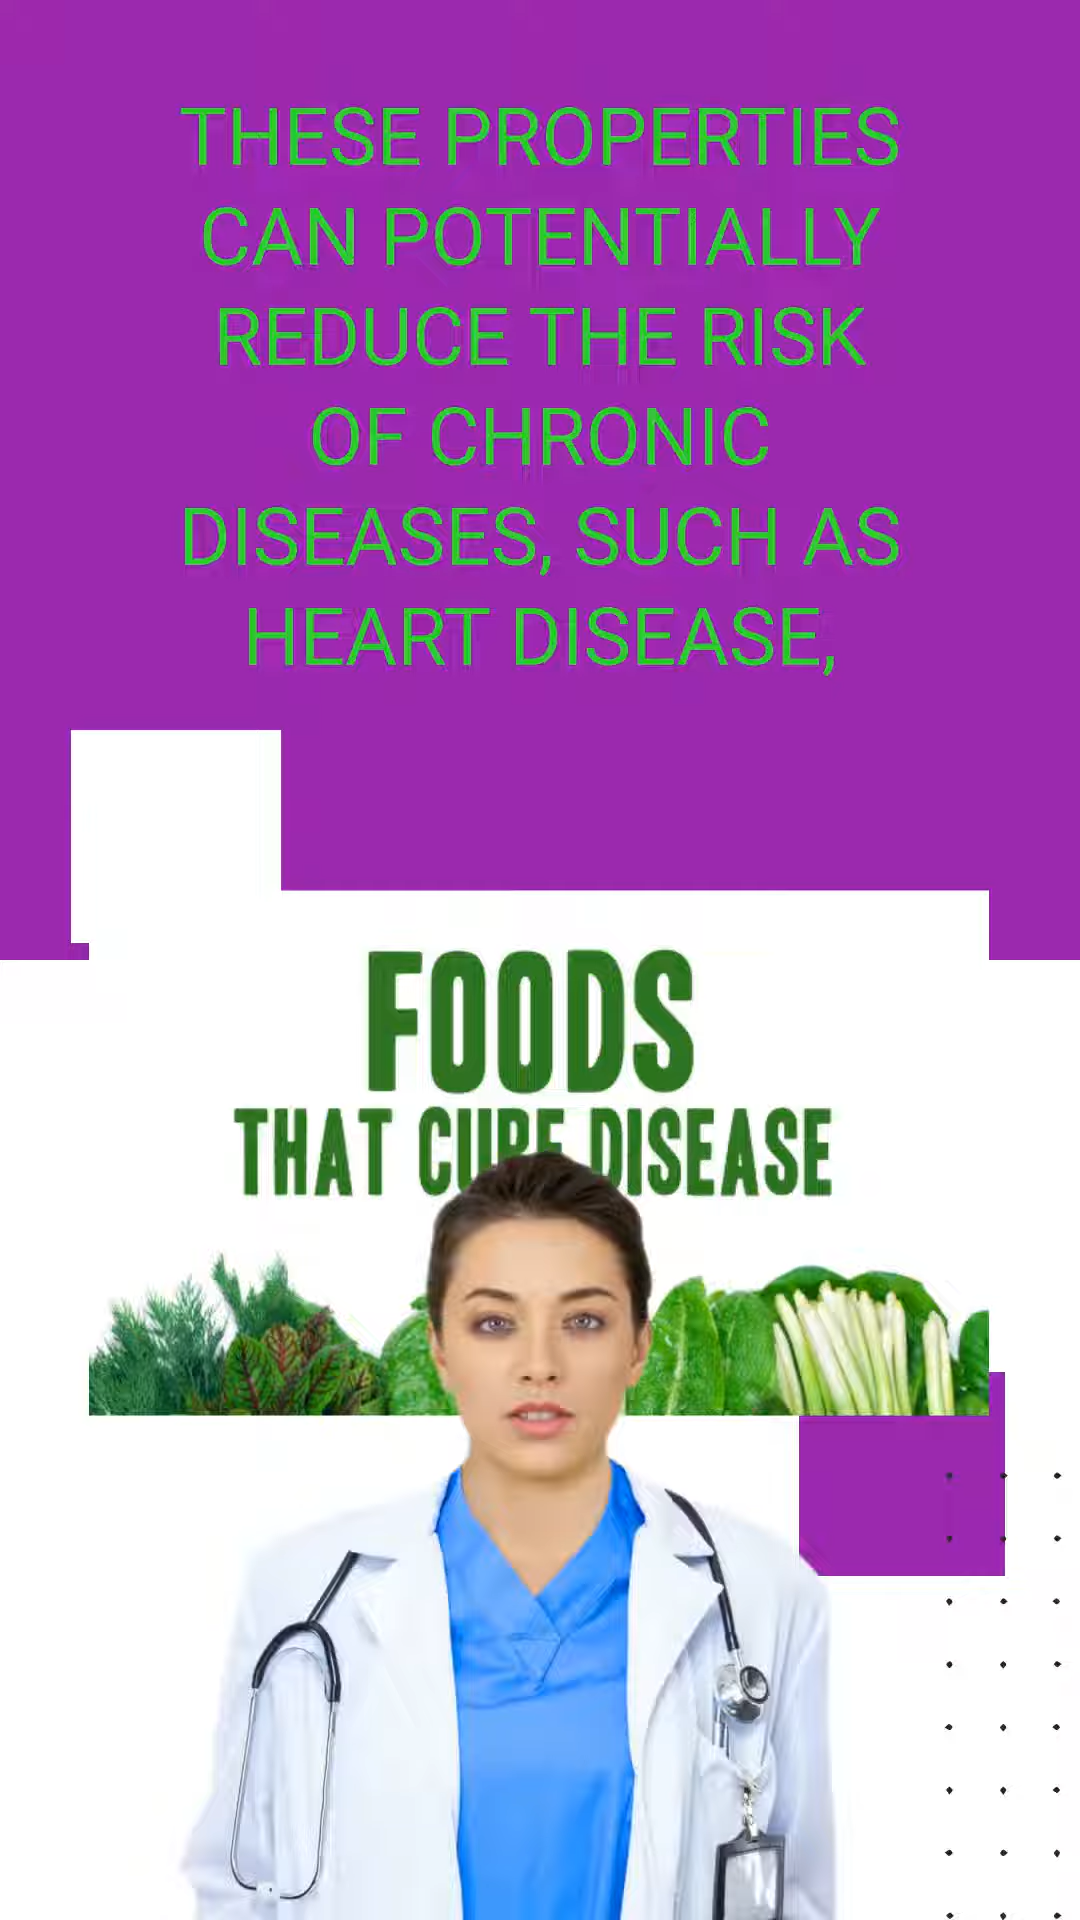 THESE PROPERTIES
CAN POTENTIALLY
REDUCE THE RISK
OF CHRONIC
DISEASES, SUCH AS
HEART DISEASE,
FOODS
THAT CURE DISEASE